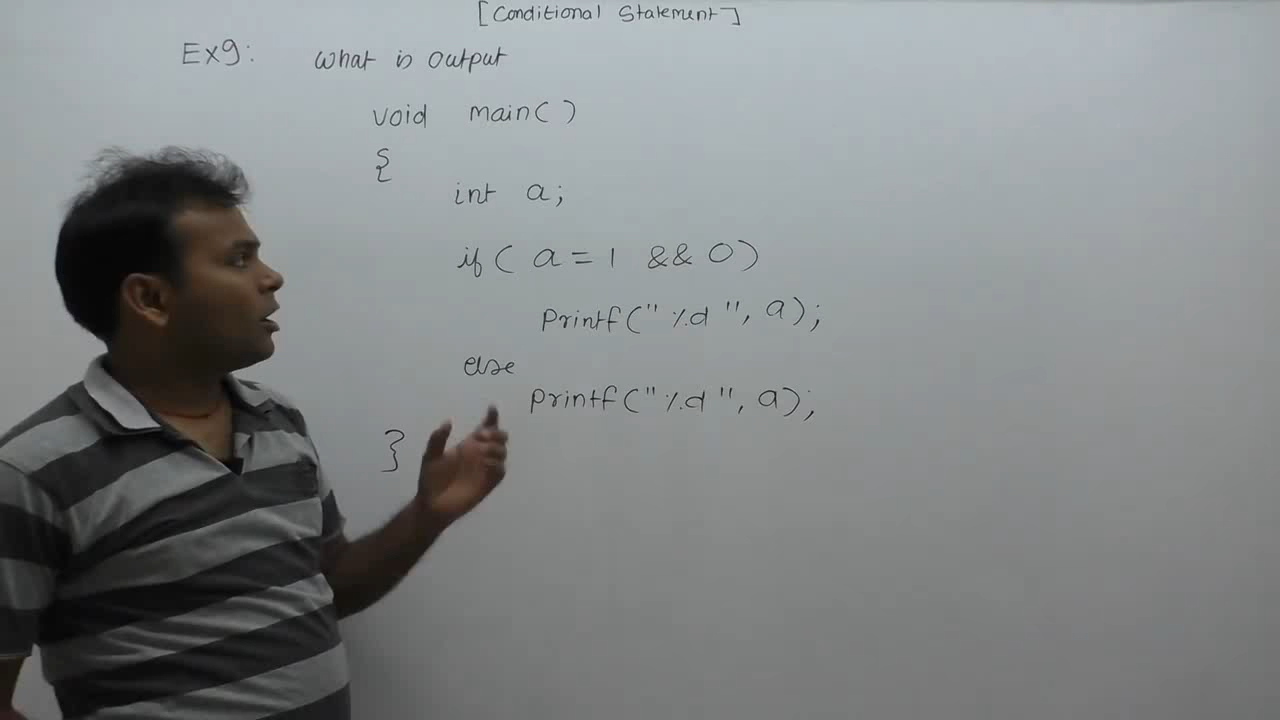 [Conditional Statement]
Ex9: what is output
void main( )
{
int a;
if( a = 1 && 0)
Printf("%d", a);
else
Printf("%d", a);
}